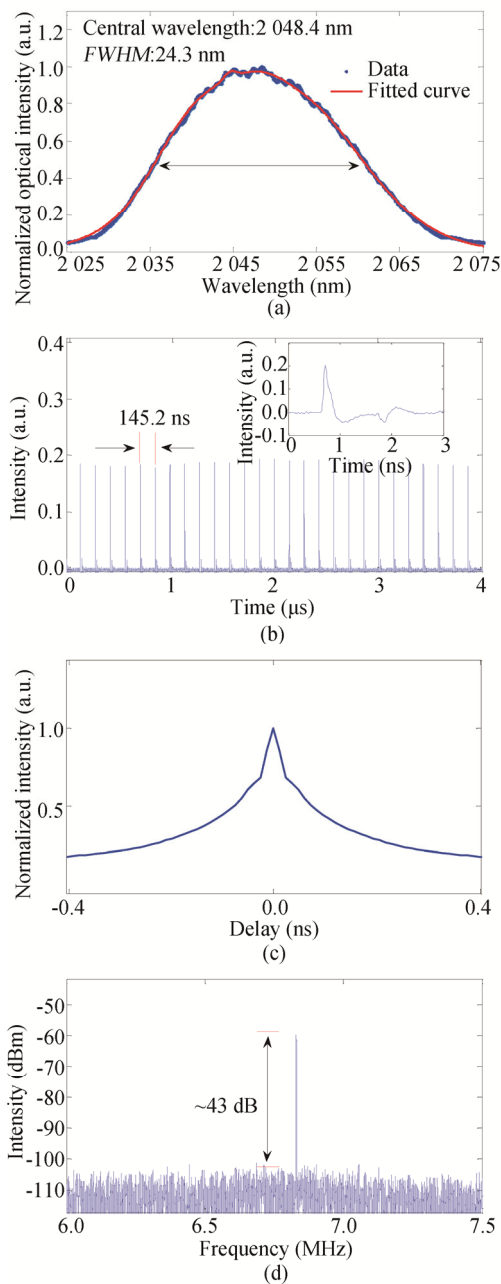 Central wavelength:2 048.4 nm
FWHM:24.3 nm
Data
Fitted curve
Normalized optical intensity (a.u.)
1.2
1.0
0.8
0.6
0.4
0.2
0.0
2 025 2 035 2 045 2 055 2 065 2 075
Wavelength (nm)
(a)
Intensity (a.u.)
0.4
0.3
0.2
0.1
0.0
145.2 ns
Intensity (a.u.)
0.2
0.1
0.0
-0.1
0 1 2 3
Time (ns)
0 1 2 3 4
Time (μs)
(b)
Normalized intensity (a.u.)
1.0
0.5
-0.4 0.0 0.4
Delay (ns)
(c)
Intensity (dBm)
-50
-60
-70
-80
-90
-100
-110
~43 dB
6.0 6.5 7.0 7.5
Frequency (MHz)
(d)